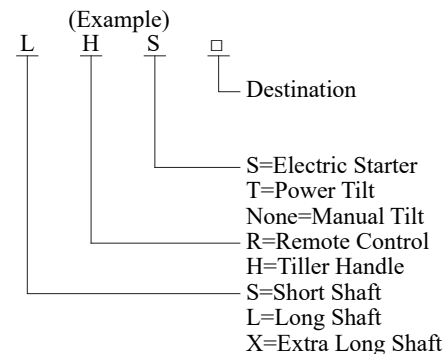 (Example)
L H S □
Destination
S=Electric Starter
T=Power Tilt
None=Manual Tilt
R=Remote Control
H=Tiller Handle
S=Short Shaft
L=Long Shaft
X=Extra Long Shaft